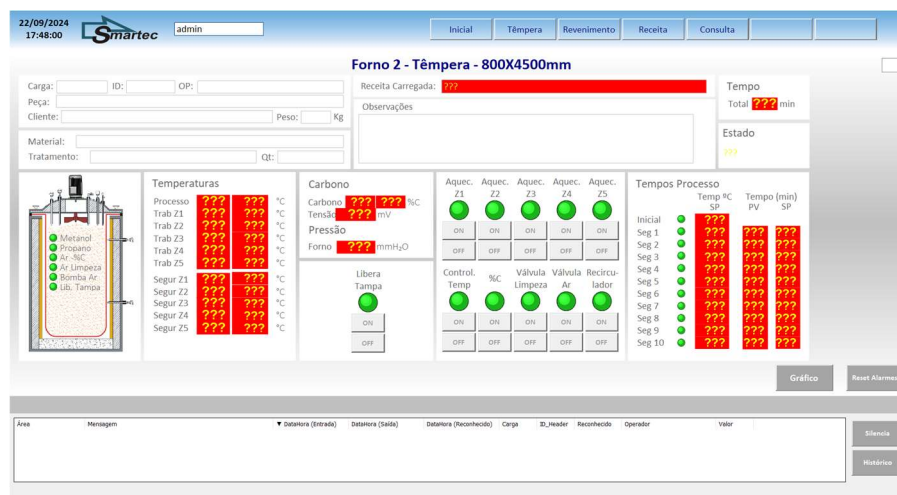 22/09/2024
17:48:00
Smartec
admin
Inicial Têmpera Revenimento Receita Consulta
Forno 2 - Têmpera - 800X4500mm
Carga: ID: OP:
Peça:
Cliente: Peso: Kg
Material:
Tratamento: Qt:
Receita Carregada: ???
Observações
Tempo
Total ??? min
Estado
???
Metanol
Propano
Ar -%C
Ar Limpeza
Bomba Ar
Lib. Tampa
Temperaturas
Processo ??? ??? °C
Trab Z1 ??? ??? °C
Trab Z2 ??? ??? °C
Trab Z3 ??? ??? °C
Trab Z4 ??? ??? °C
Trab Z5 ??? ??? °C
Segur Z1 ??? ??? °C
Segur Z2 ??? ??? °C
Segur Z3 ??? ??? °C
Segur Z4 ??? ??? °C
Segur Z5 ??? ??? °C
Carbono
Carbono ??? ??? %C
Tensão ??? mV
Pressão
Forno ??? mmH₂O
Libera
Tampa
ON
OFF
Aquec. Aquec. Aquec. Aquec. Aquec.
Z1 Z2 Z3 Z4 Z5
ON ON ON ON ON
OFF OFF OFF OFF OFF
Control. Temp %C Válvula Limpeza Válvula Ar Recircu-lador
ON ON ON ON ON
OFF OFF OFF OFF OFF
Tempos Processo
Temp ºC Tempo (min)
SP PV SP
Inicial ???
Seg 1 ??? ??? ???
Seg 2 ??? ??? ???
Seg 3 ??? ??? ???
Seg 4 ??? ??? ???
Seg 5 ??? ??? ???
Seg 6 ??? ??? ???
Seg 7 ??? ??? ???
Seg 8 ??? ??? ???
Seg 9 ??? ??? ???
Seg 10 ??? ??? ???
Gráfico
Reset Alarmes
Área Mensagem ▼ DataHora (Entrada) DataHora (Saída) DataHora (Reconhecido) Carga ID_Header Reconhecido Operador Valor
Silencia
Histórico